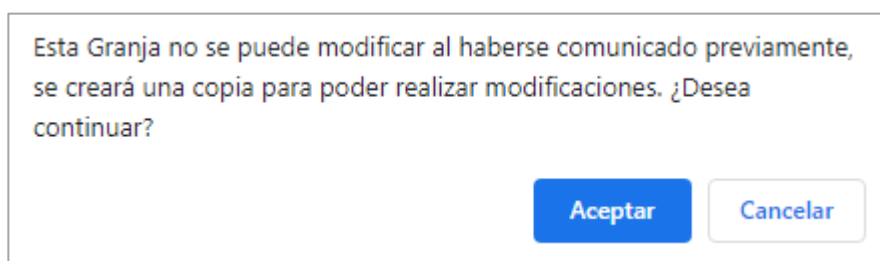 Esta Granja no se puede modificar al haberse comunicado previamente,
se creará una copia para poder realizar modificaciones. ¿Desea
continuar?
Aceptar Cancelar